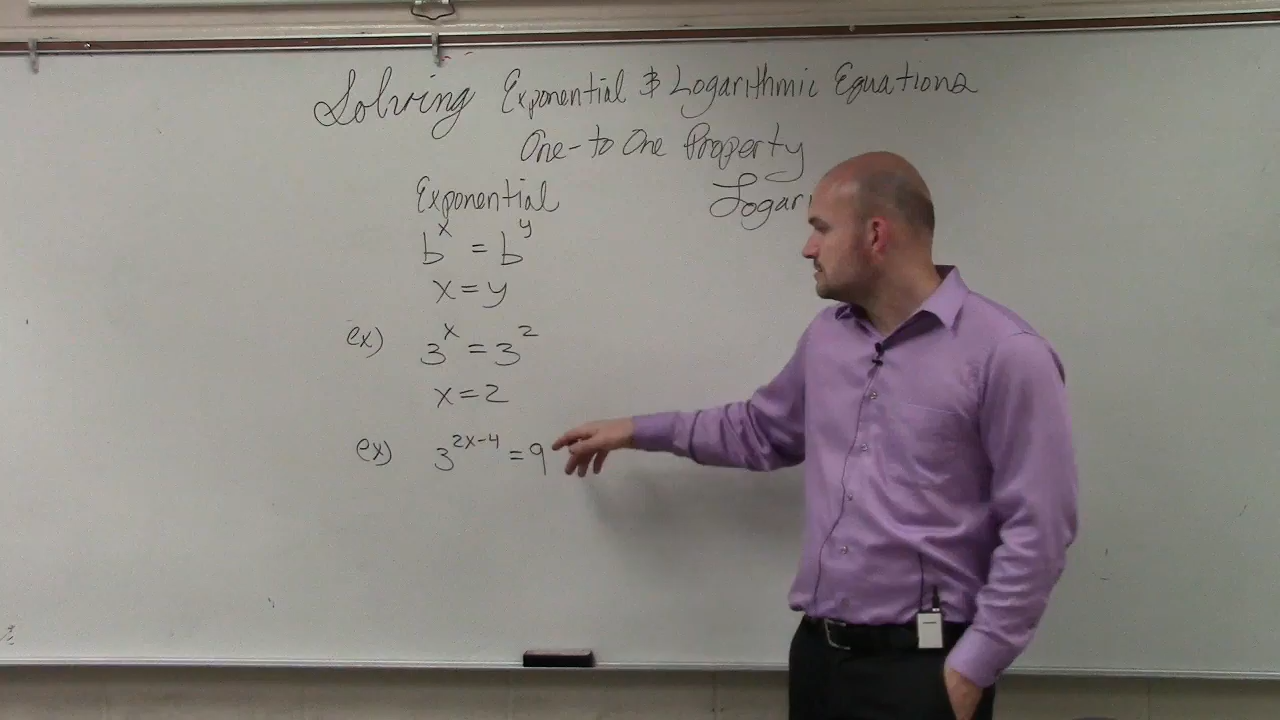 Solving Exponential & Logarithmic Equations
One-to One Property
Exponential
Logar
b^x = b^y
x = y
ex) 3^x = 3^2
x = 2
ex) 3^{2x-4} = 9